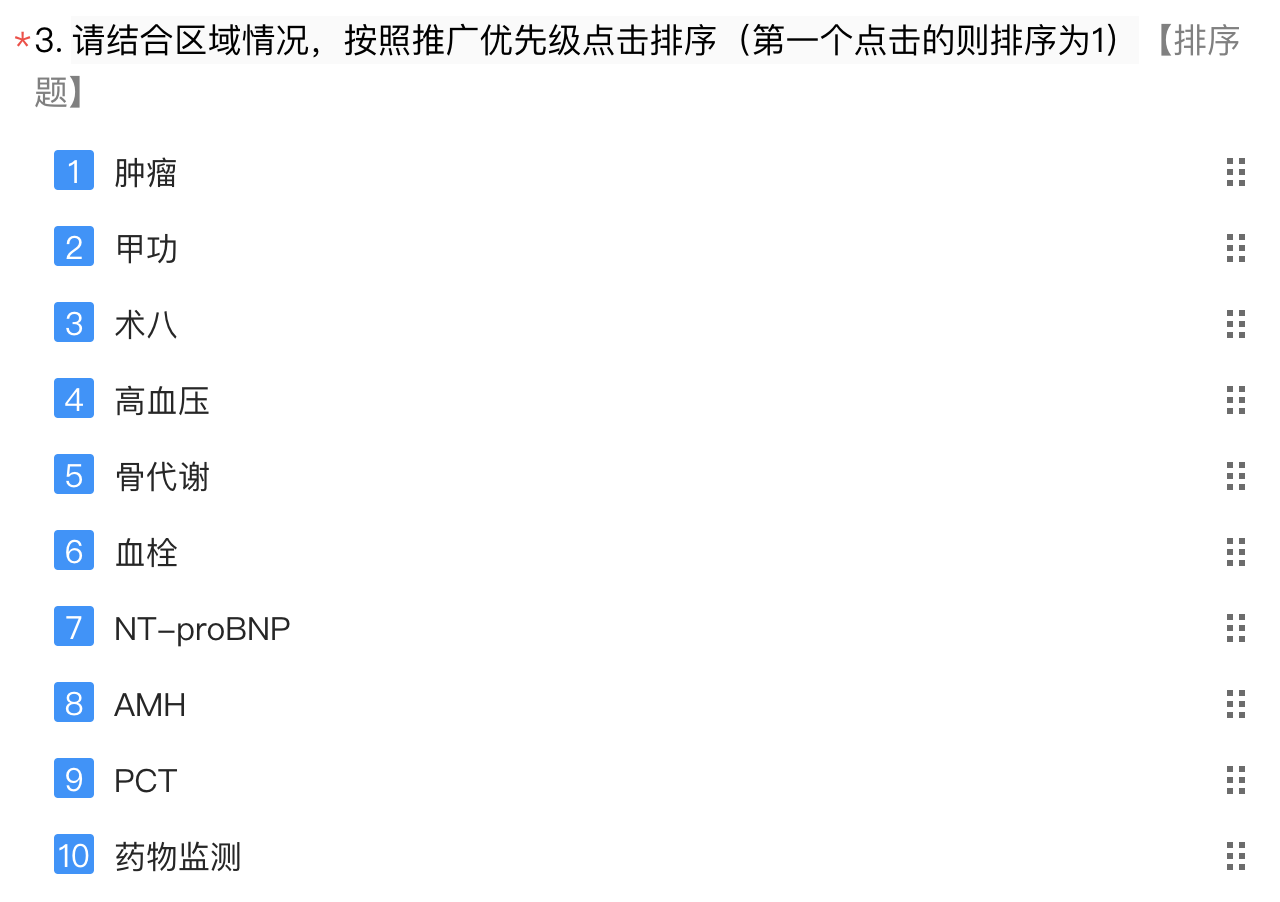 *3. 请结合区域情况，按照推广优先级点击排序（第一个点击的则排序为1）【排序
题】
1 肿瘤
2 甲功
3 术八
4 高血压
5 骨代谢
6 血栓
7 NT-proBNP
8 AMH
9 PCT
10 药物监测